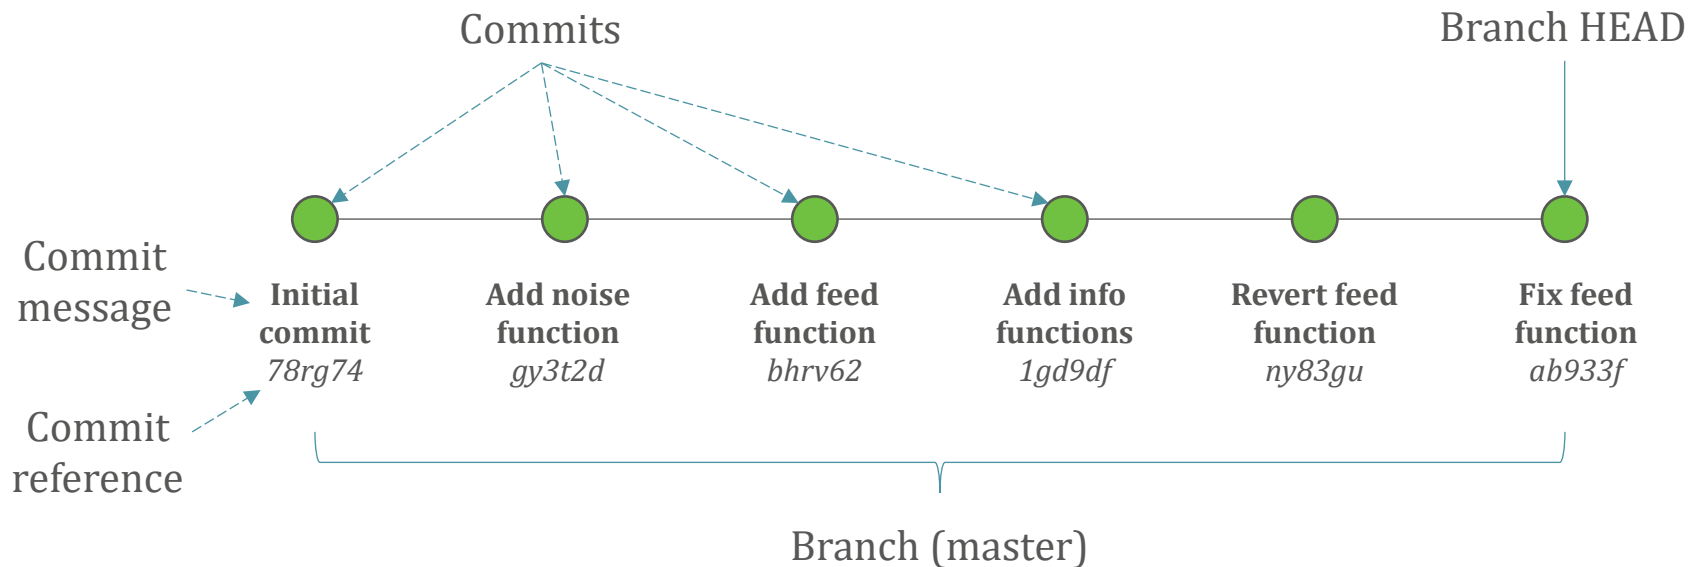 Commits
Branch HEAD
Commit
message
Initial
commit
78rg74
Add noise
function
gy3t2d
Add feed
function
bhrv62
Add info
functions
1gd9df
Revert feed
function
ny83gu
Fix feed
function
ab933f
Commit
reference
Branch (master)